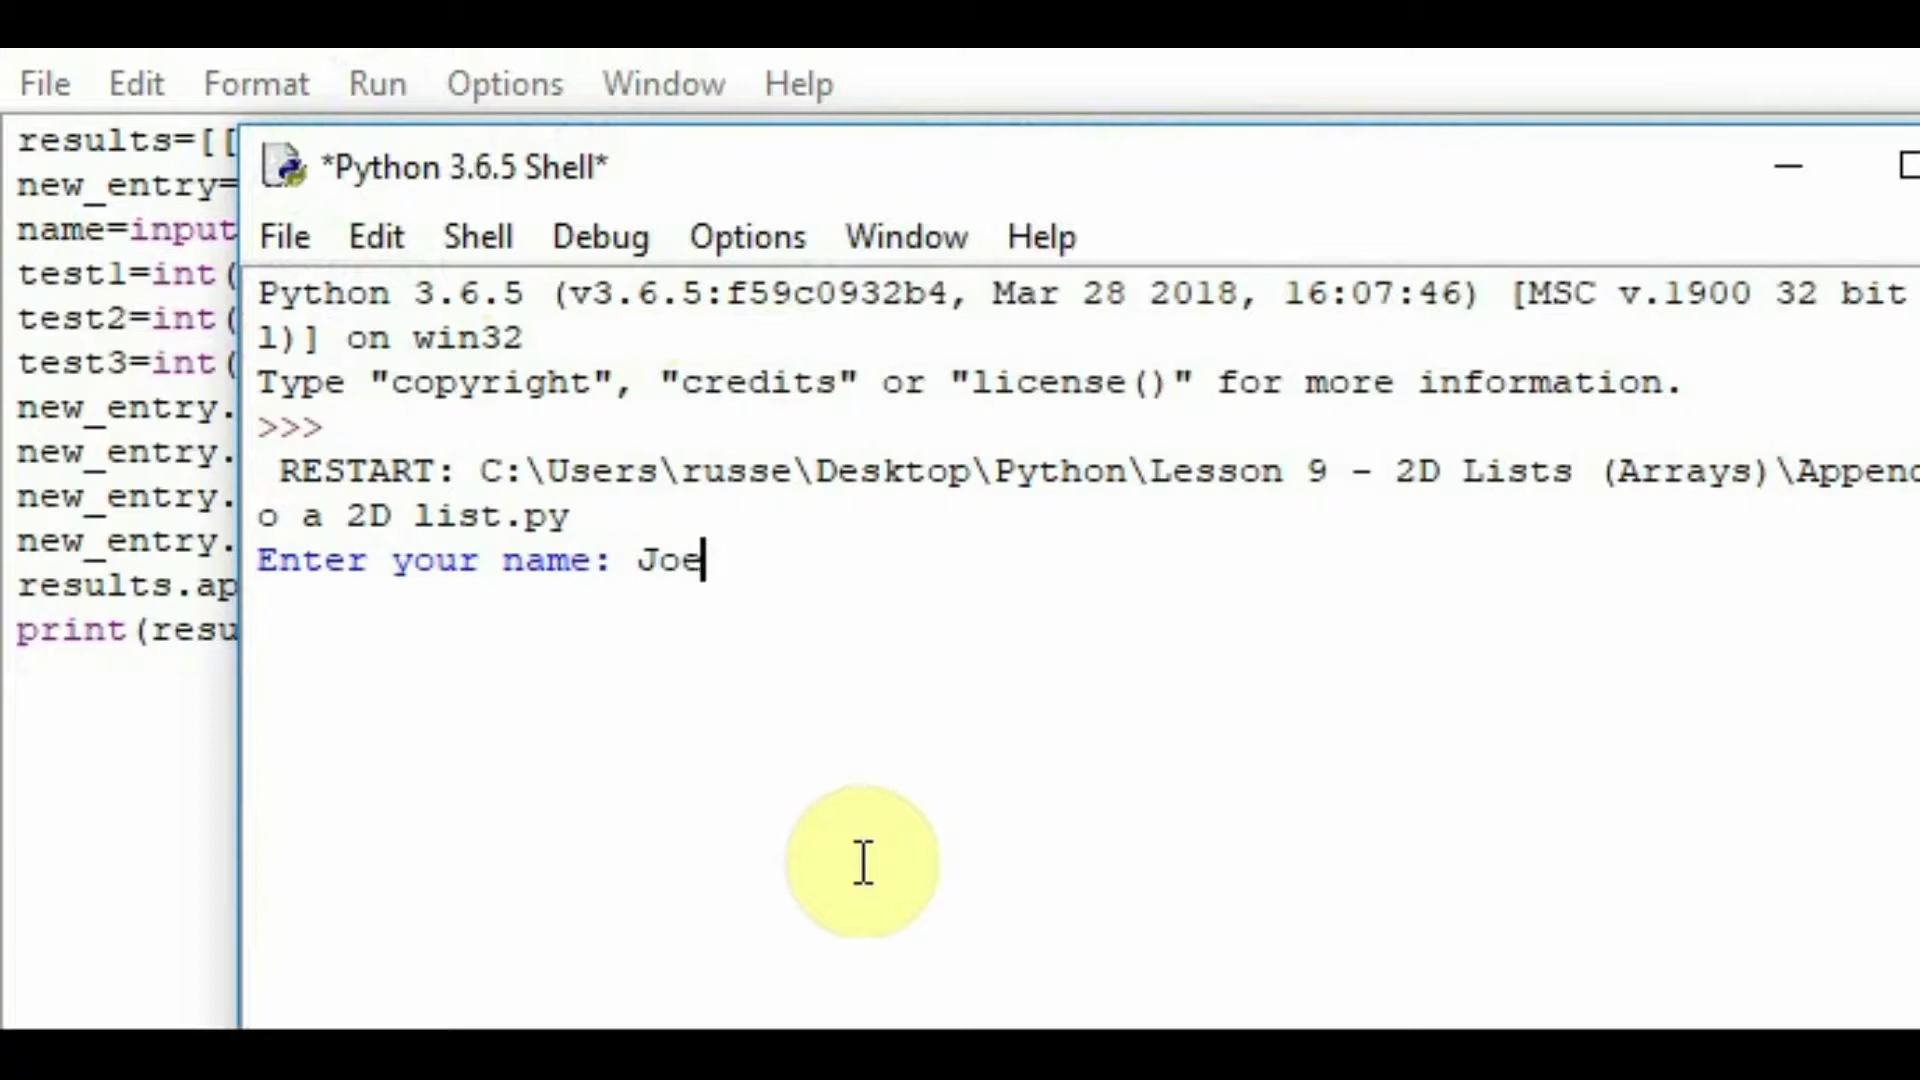 File Edit Format Run Options Window Help
results=[[
new_entry=
name=input
test1=int(
test2=int(
test3=int(
new_entry.
new_entry.
new_entry.
new_entry.
results.ap
print(resu
*Python 3.6.5 Shell*
File Edit Shell Debug Options Window Help
Python 3.6.5 (v3.6.5:f59c0932b4, Mar 28 2018, 16:07:46) [MSC v.1900 32 bit
l)] on win32
Type "copyright", "credits" or "license()" for more information.
>>>
RESTART: C:\Users\russe\Desktop\Python\Lesson 9 - 2D Lists (Arrays)\Appen
o a 2D list.py
Enter your name: Joe